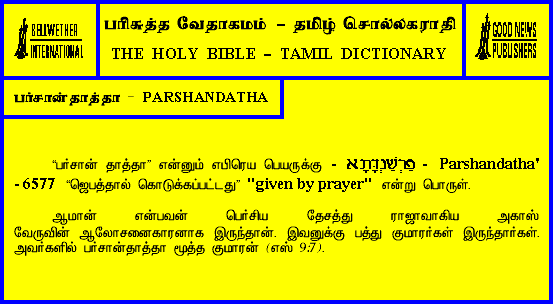 BELLWETHER
INTERNATIONAL
பரிசுத்த வேதாகமம் – தமிழ் சொல்லகராதி
THE HOLY BIBLE – TAMIL DICTIONARY
GOOD NEWS
PUBLISHERS
பர்சான்தாத்தா – PARSHANDATHA
“பர்சான் தாத்தா” என்னும் எபிரெய பெயருக்கு - פַּרְשַׁנְדָּתָא - Parshandatha'
- 6577 “ஜெபத்தால் கொடுக்கப்பட்டது” "given by prayer" என்று பொருள்.
ஆமான் என்பவன் பெர்சிய தேசத்து ராஜாவாகிய அகாஸ்
வேருவின் ஆலோசனைகாரனாக இருந்தான். இவனுக்கு பத்து குமாரர்கள் இருந்தார்கள்.
அவர்களில் பர்சான்தாத்தா மூத்த குமாரன் (எஸ் 9:7).